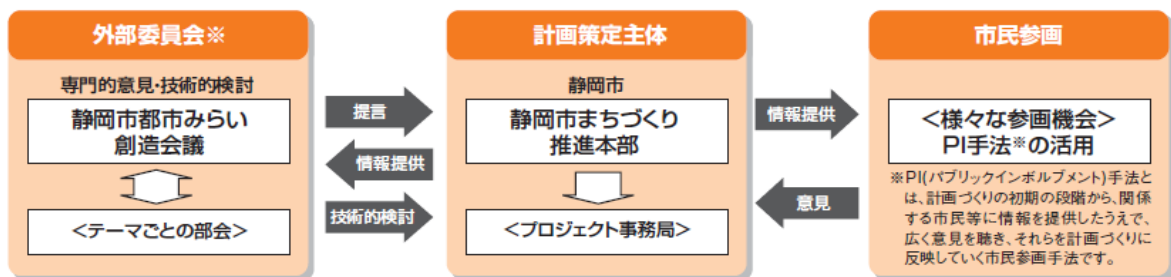 外部委員会※
専門的意見・技術的検討
静岡市都市みらい
創造会議
<テーマごとの部会>
提言
情報提供
技術的検討
計画策定主体
静岡市
静岡市まちづくり
推進本部
<プロジェクト事務局>
情報提供
意見
市民参画
<様々な参画機会>
PI手法※の活用
※PI(パブリックインボルブメント)手法と
は、計画づくりの初期の段階から、関係
する市民等に情報を提供したうえで、
広く意見を聴き、それらを計画づくりに
反映していく市民参画手法です。